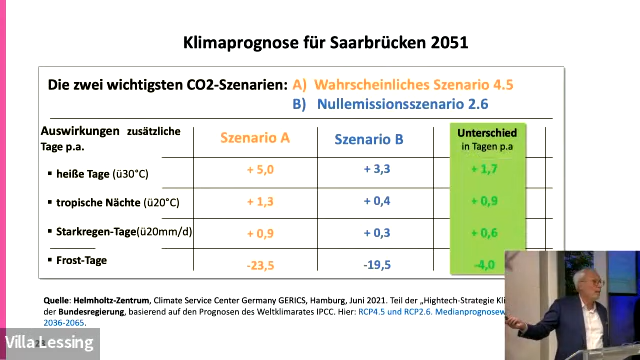 Klimaprognose für Saarbrücken 2051
Die zwei wichtigsten CO2-Szenarien: A) Wahrscheinliches Szenario 4.5
B) Nullemissionsszenario 2.6
Auswirkungen zusätzliche
Tage p.a.
Szenario A
Szenario B
Unterschied
in Tagen p.a
▪ heiße Tage (ü30°C) + 5,0 + 3,3 + 1,7
▪ tropische Nächte (ü20°C) + 1,3 + 0,4 + 0,9
▪ Starkregen-Tage(ü20mm/d) + 0,9 + 0,3 + 0,6
▪ Frost-Tage -23,5 -19,5 -4,0
Quelle: Helmholtz-Zentrum, Climate Service Center Germany GERICS, Hamburg, Juni 2021. Teil der „Hightech-Strategie Kli
der Bundesregierung, basierend auf den Prognosen des Weltklimarates IPCC. Hier: RCP4.5 und RCP2.6. Medianprognosew
2036-2065.
Villa Lessing